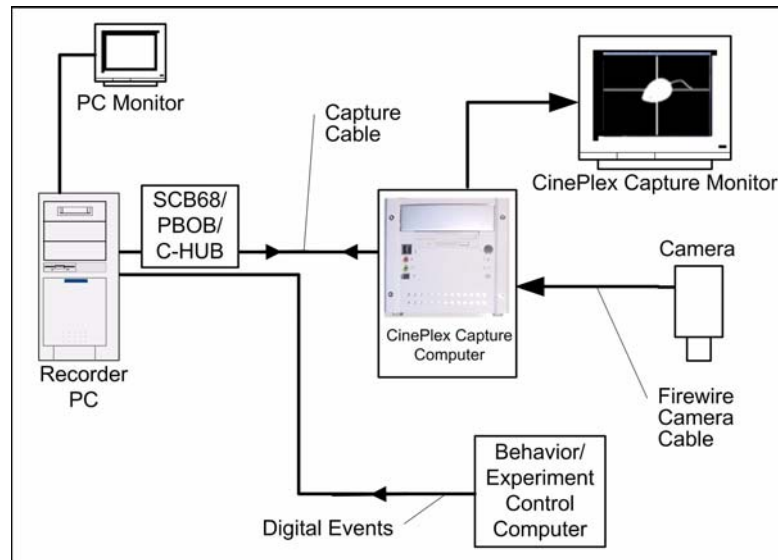 PC Monitor
Capture
Cable
CinePlex Capture Monitor
SCB68/
PBOB/
C-HUB
Camera
CinePlex Capture
Computer
Recorder
PC
Firewire
Camera
Cable
Behavior/
Experiment
Control
Computer
Digital Events